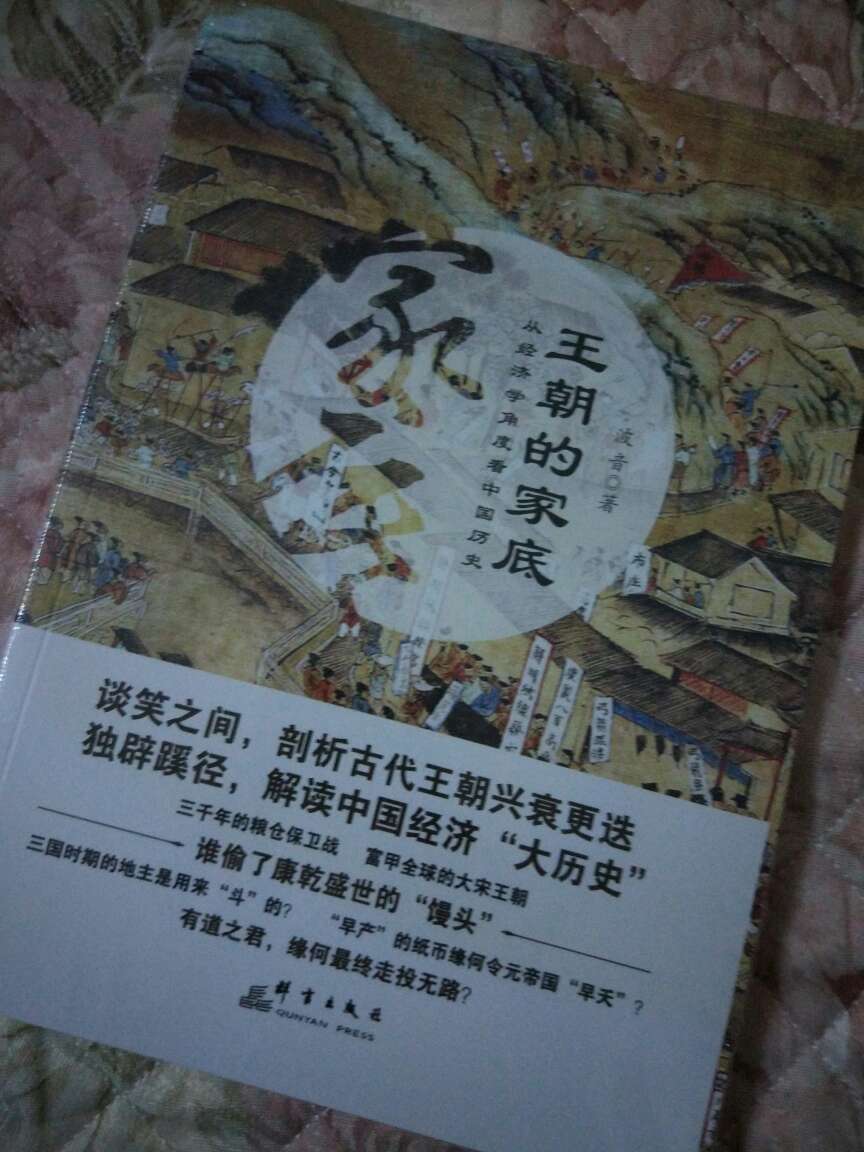 家底
王朝的家底
从经济学角度看中国历史
波音◎著
谈笑之间，剖析古代王朝兴衰更迭
独辟蹊径，解读中国经济“大历史”
三千年的粮仓保卫战 富甲全球的大宋王朝
谁偷了康乾盛世的“馒头”
三国时期的地主是用来“斗”的？ “早产”的纸币缘何令元帝国“早夭”？
有道之君，缘何最终走投无路？
群言出版社
QUNYAN PRESS